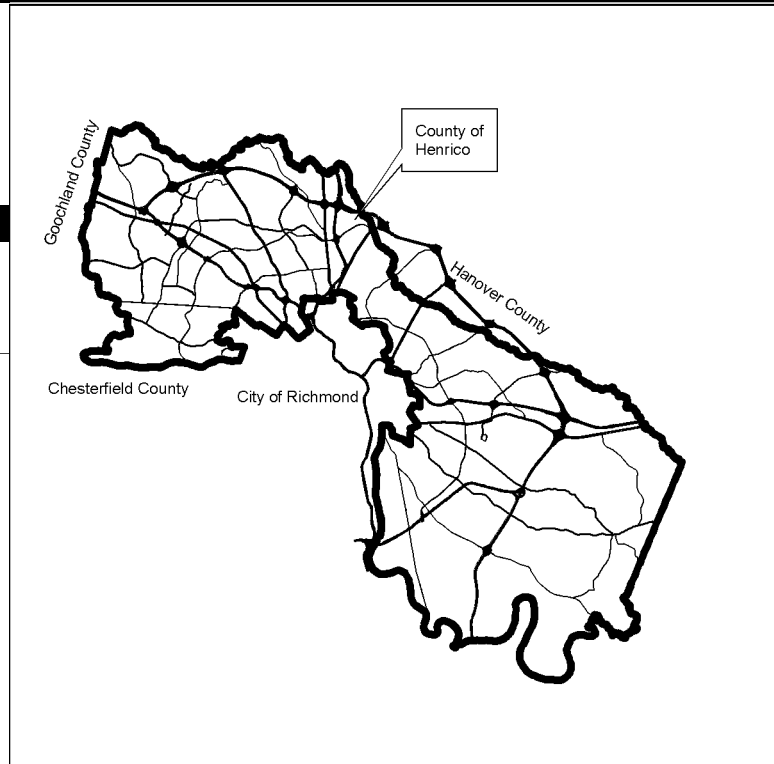 County of
Henrico
Goochland County
Hanover County
Chesterfield County
City of Richmond